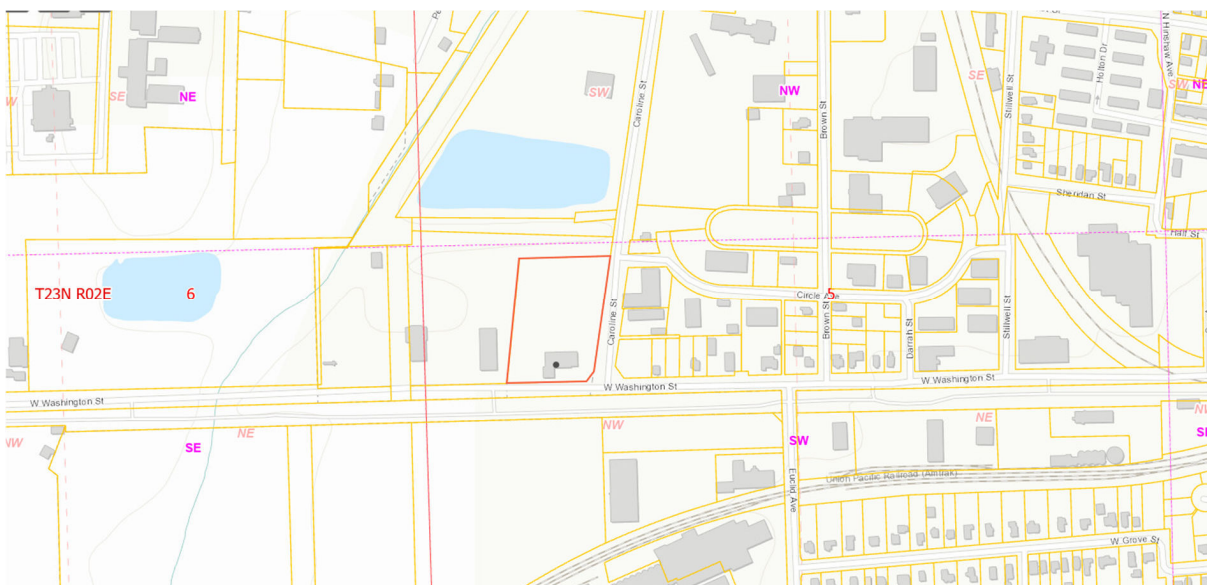 N Hinshaw Ave
Holton Dr
Stillwell St
SE
SW
NE
W
SE
NE
SW
NW
Caroline St
Brown St
Sheridan St
Hall St
T23N R02E
6
5
Circle Ave
Caroline St
Brown St
Darrah St
Stillwell St
W Washington St
W Washington St
W Washington St
NW
SE
NE
NW
SW
NE
Euclid Ave
Union Pacific Railroad (Amtrak)
W Grove St